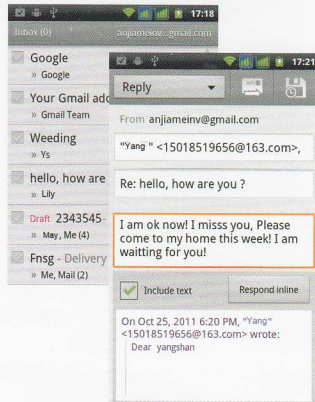 17:18
Inbox (0) anjiameinv...gmail.com
Google
» Google
Your Gmail add
» Gmail Team
Weeding
» Ys
hello, how are
» Lily
Draft 2343545-
» May, Me (4)
Fnsg - Delivery
» Me, Mail (2)
17:21
Reply
From anjiameinv@gmail.com
"Yang " <15018519656@163.com>,
Re: hello, how are you ?
I am ok now! I misss you, Please
come to my home this week! I am
waitting for you!
Include text
Respond inline
On Oct 25, 2011 6:20 PM, "Yang"
<15018519656@163.com> wrote:
Dear yangshan